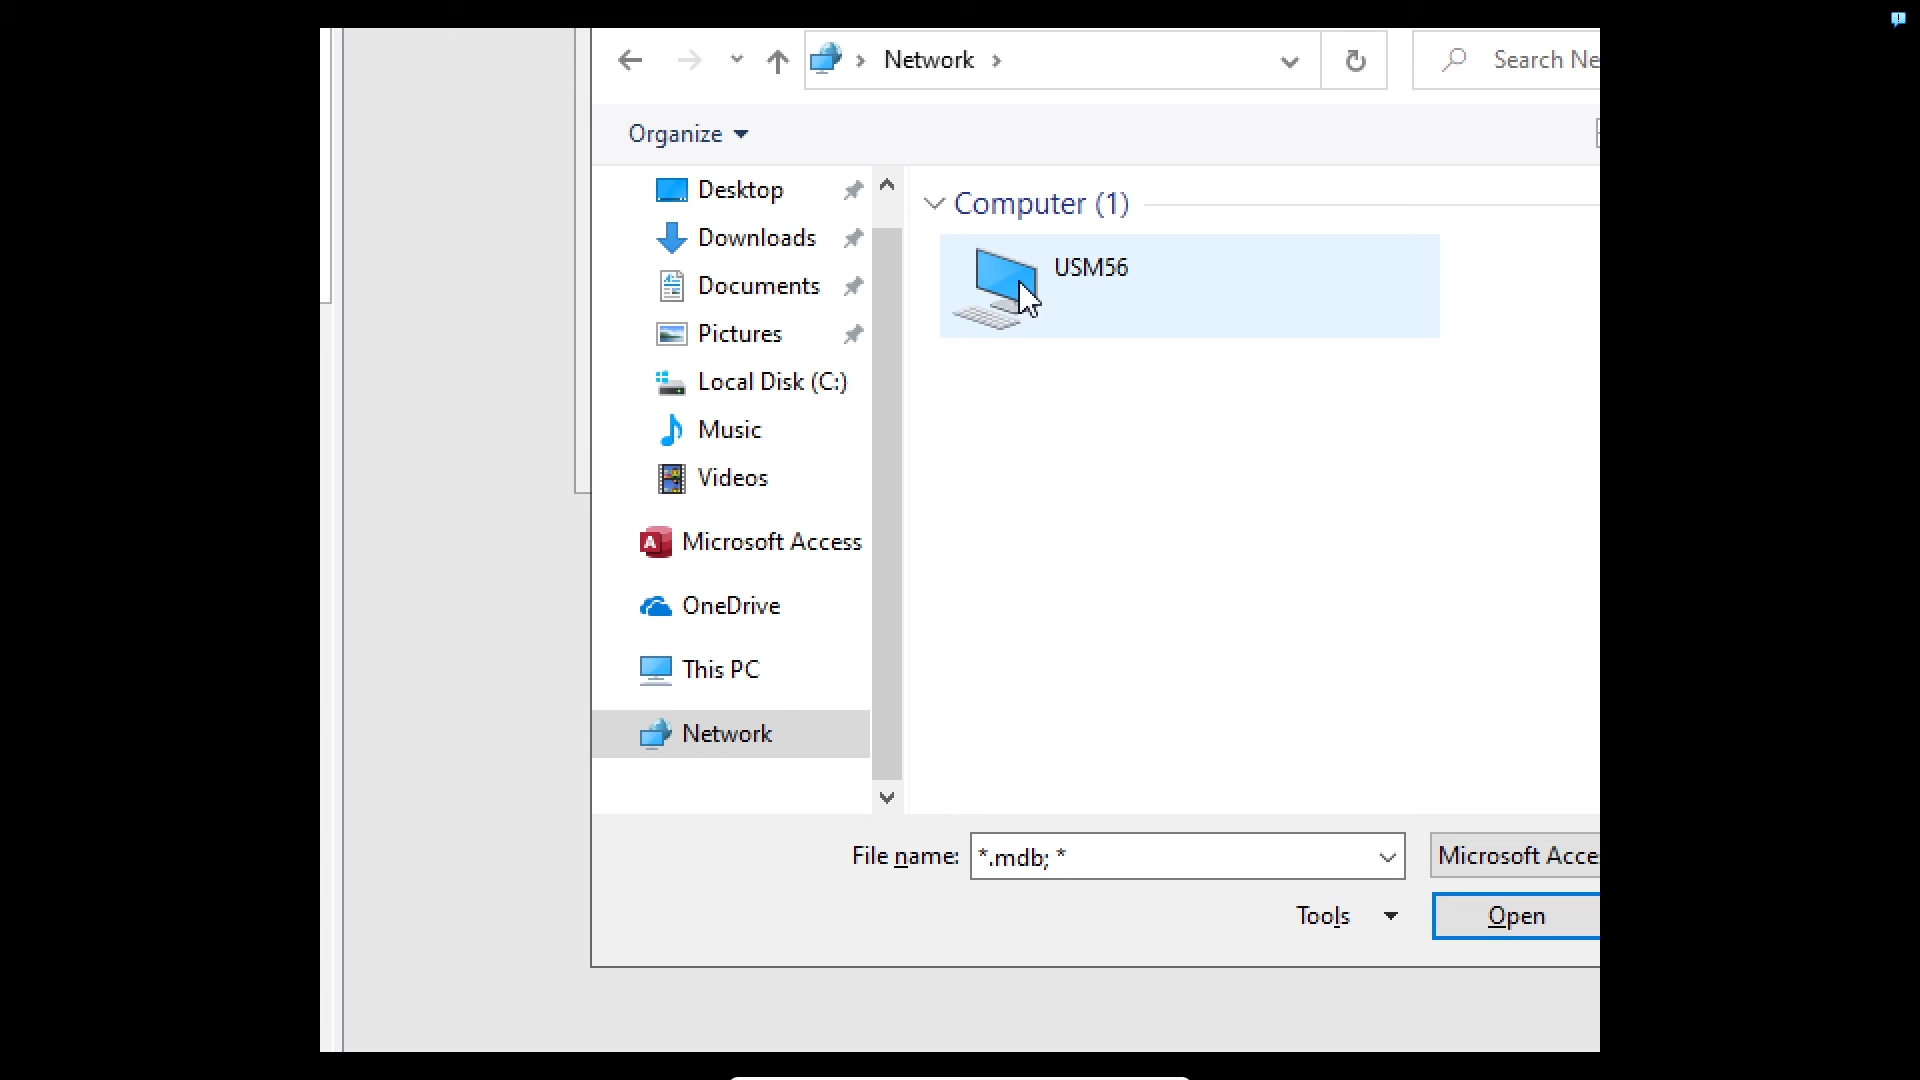 Network
Search Ne
Organize
Desktop
Downloads
Documents
Pictures
Local Disk (C:)
Music
Videos
Microsoft Access
OneDrive
This PC
Network
Computer (1)
USM56
File name: *.mdb; *
Microsoft Acce
Tools
Open